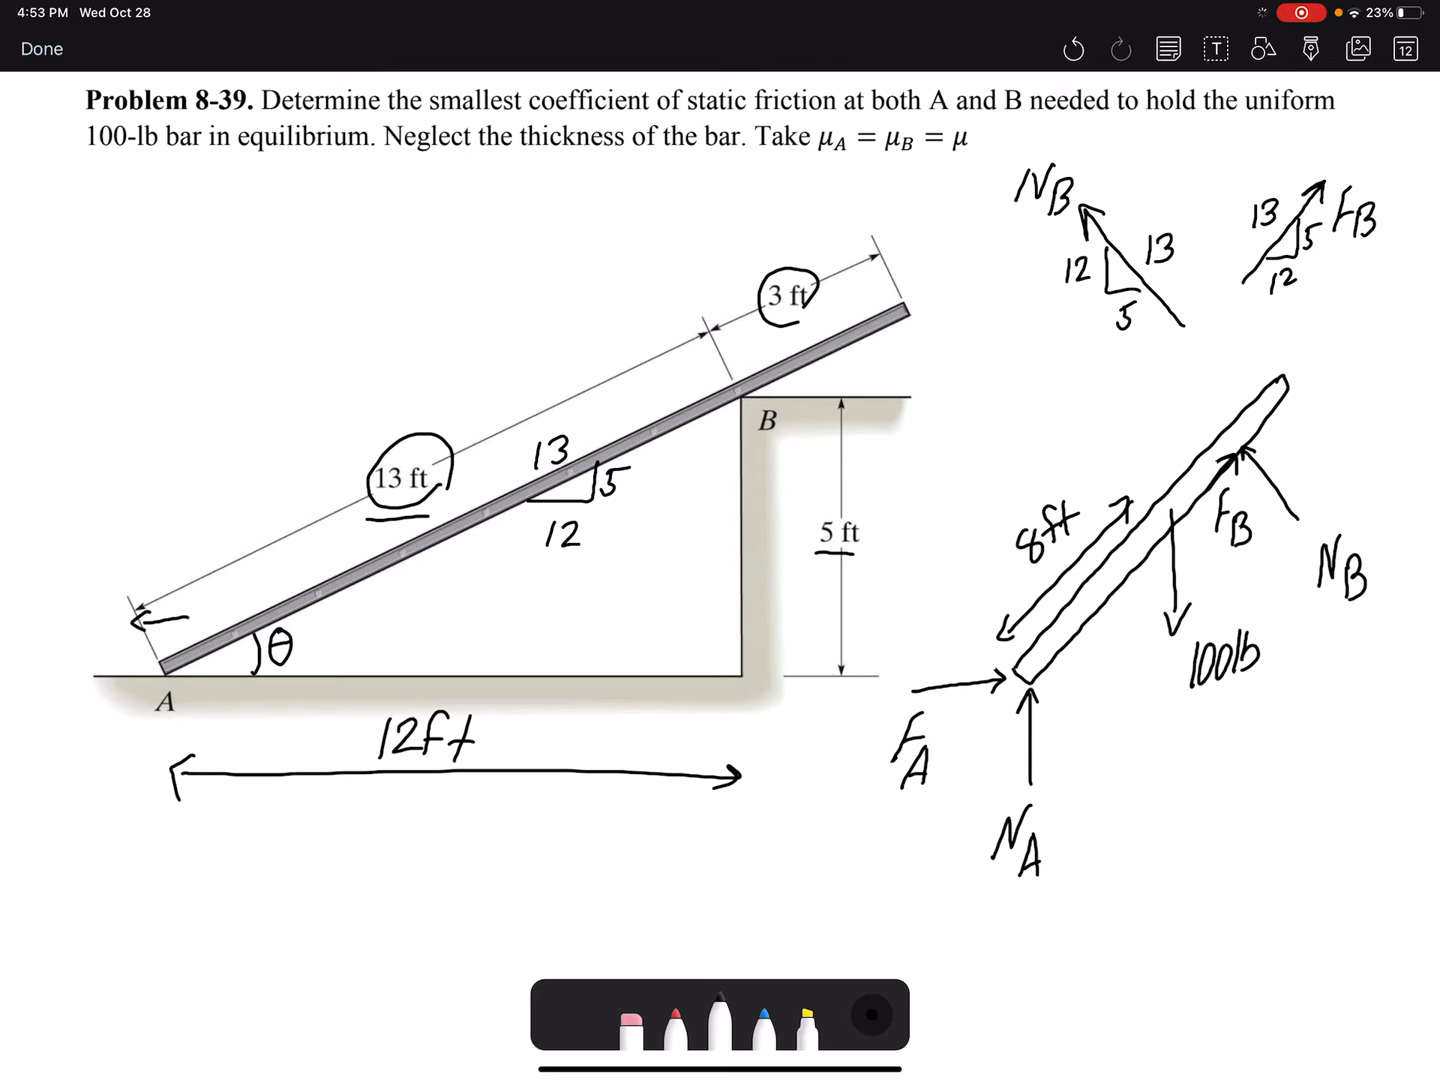 4:53 PM Wed Oct 28
23%
Done
T
12
Problem 8-39. Determine the smallest coefficient of static friction at both A and B needed to hold the uniform
100-lb bar in equilibrium. Neglect the thickness of the bar. Take μA = μB = μ
NB
13
12
5
13
FB
5
12
3 ft
B
13 ft
13
5
12
5 ft
θ
A
12ft
8ft
FB
NB
100lb
FA
NA